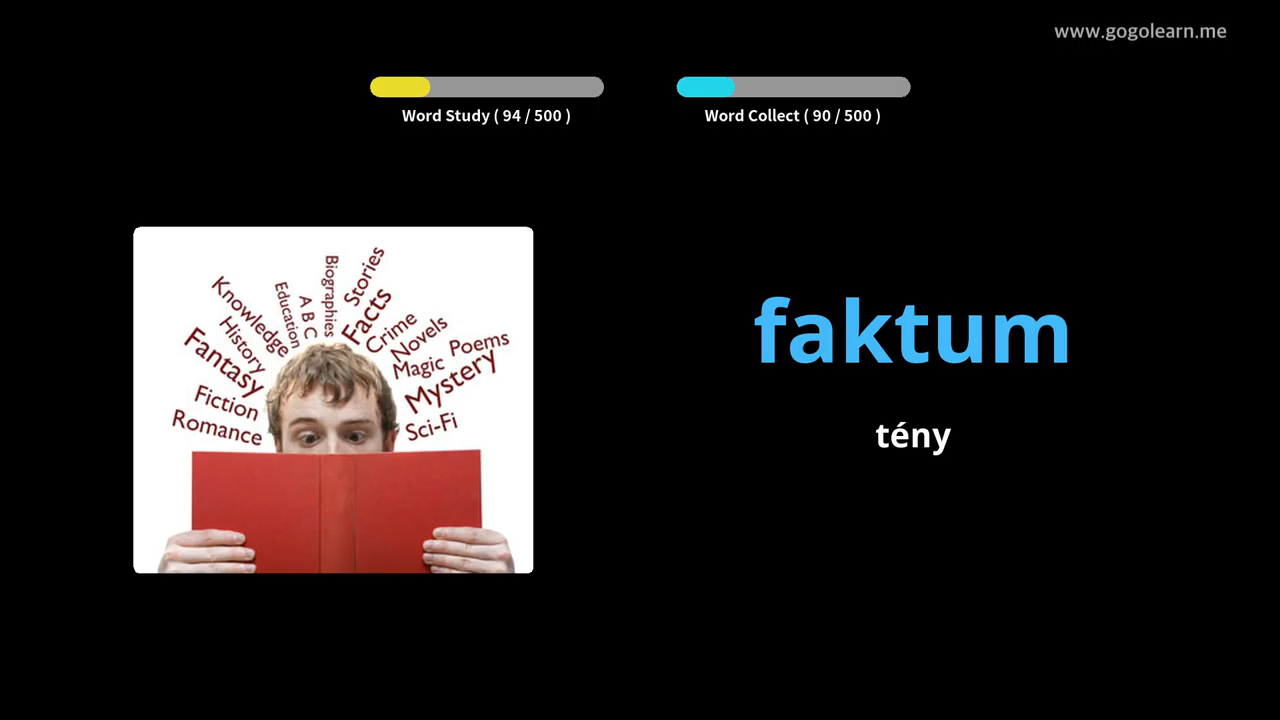 www.gogolearn.me
Word Study ( 94 / 500 )
Word Collect ( 90 / 500 )
Romance
Fiction
Fantasy
History
Knowledge
Education
A B C
Biographies
Stories
Facts
Crime
Novels
Magic
Poems
Mystery
Sci-Fi
faktum
tény